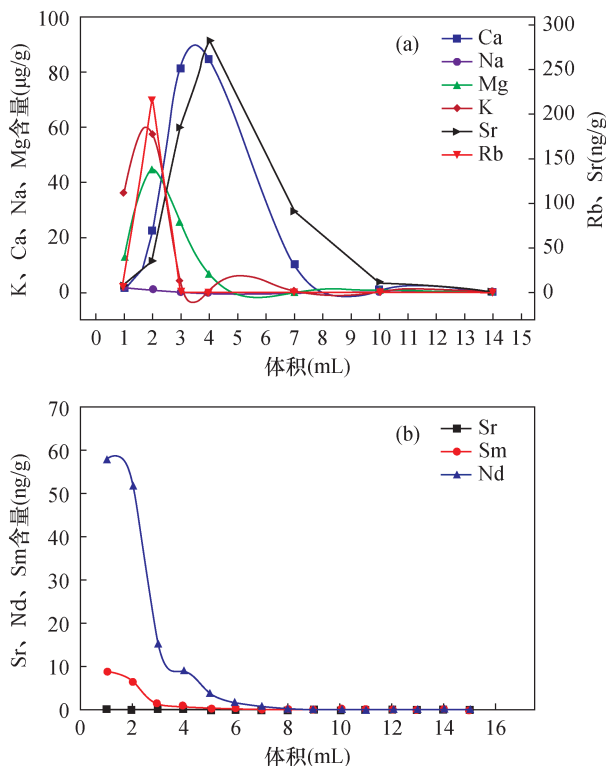 (a)
Ca
Na
Mg
K
Sr
Rb
K、Ca、Na、Mg含量(μg/g)
100
80
60
40
20
0
Rb、Sr(ng/g)
300
250
200
150
100
50
0
0 1 2 3 4 5 6 7 8 9 10 11 12 13 14 15
体积(mL)
(b)
Sr
Sm
Nd
Sr、Nd、Sm含量(ng/g)
70
60
50
40
30
20
10
0
0 2 4 6 8 10 12 14 16
体积(mL)